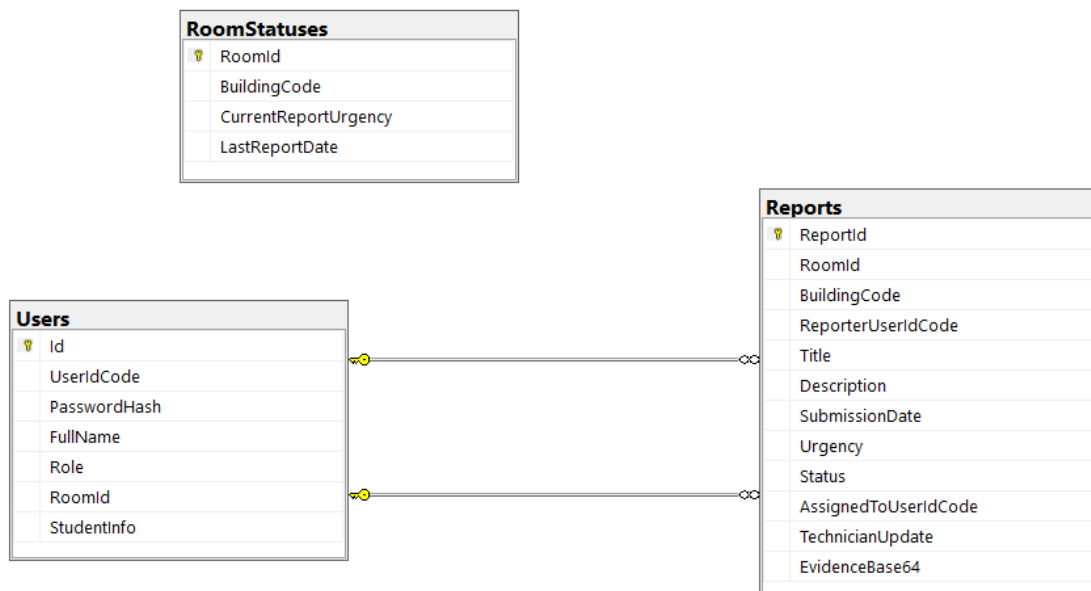 RoomStatuses
RoomId
BuildingCode
CurrentReportUrgency
LastReportDate
Users
Id
UserIdCode
PasswordHash
FullName
Role
RoomId
StudentInfo
Reports
ReportId
RoomId
BuildingCode
ReporterUserIdCode
Title
Description
SubmissionDate
Urgency
Status
AssignedToUserIdCode
TechnicianUpdate
EvidenceBase64